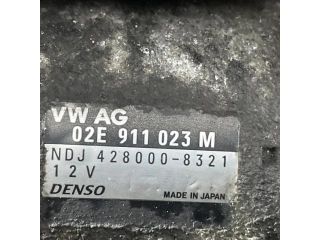 VW AG
02E 911 023 M
NDJ 428000-8321
12V
DENSO MADE IN JAPAN